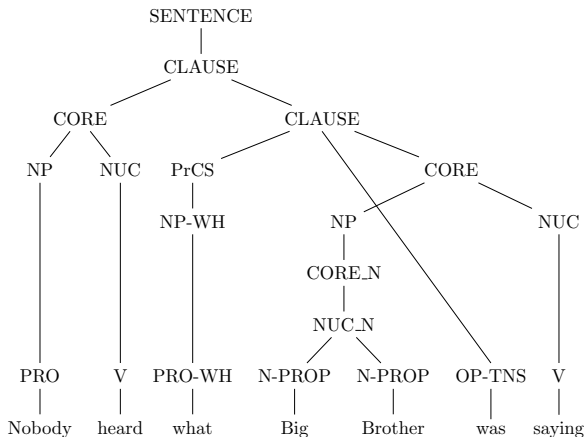 SENTENCE
CLAUSE
CORE CLAUSE
NP NUC PrCS CORE
NP-WH NP NUC
CORE_N
NUC_N
PRO V PRO-WH N-PROP N-PROP OP-TNS V
Nobody heard what Big Brother was saying